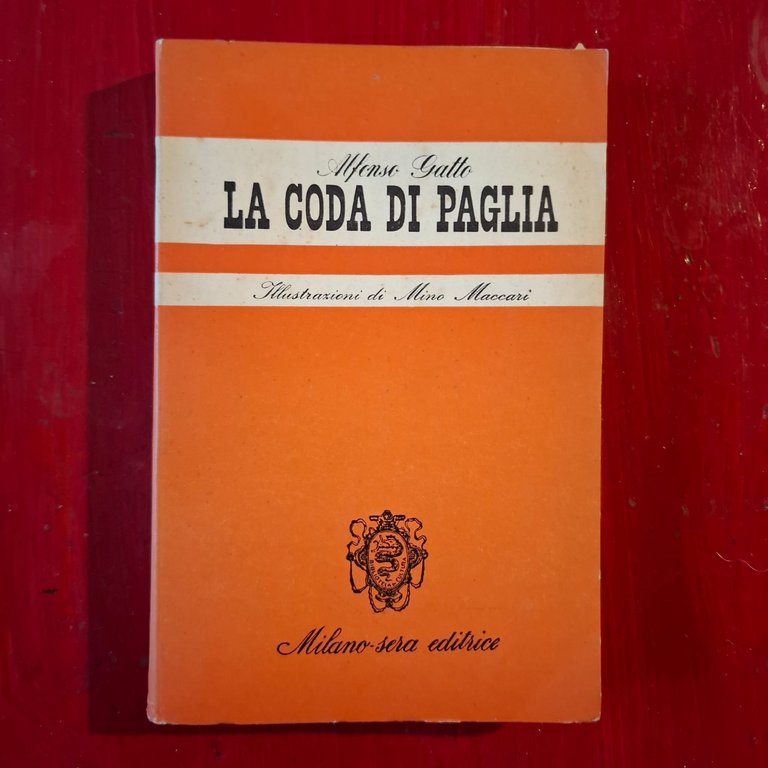 Alfonso Gatto
LA CODA DI PAGLIA
Illustrazioni di Mino Maccari
Milano-sera editrice